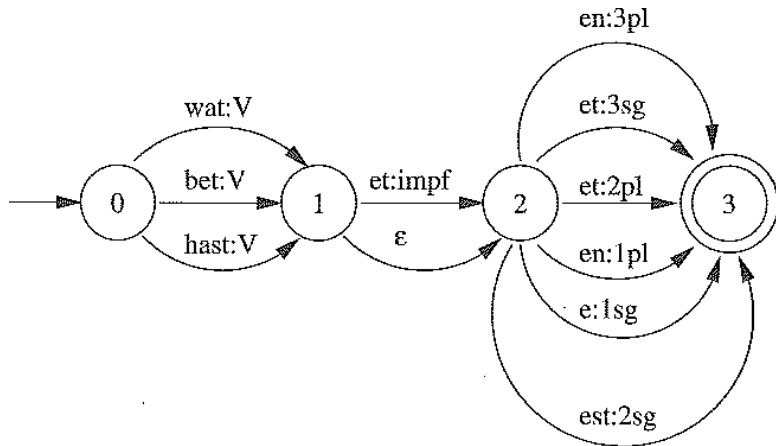 en:3pl
wat:V
et:3sg
bet:V
et:impf
et:2pl
0
1
2
3
hast:V
ε
en:1pl
e:1sg
est:2sg